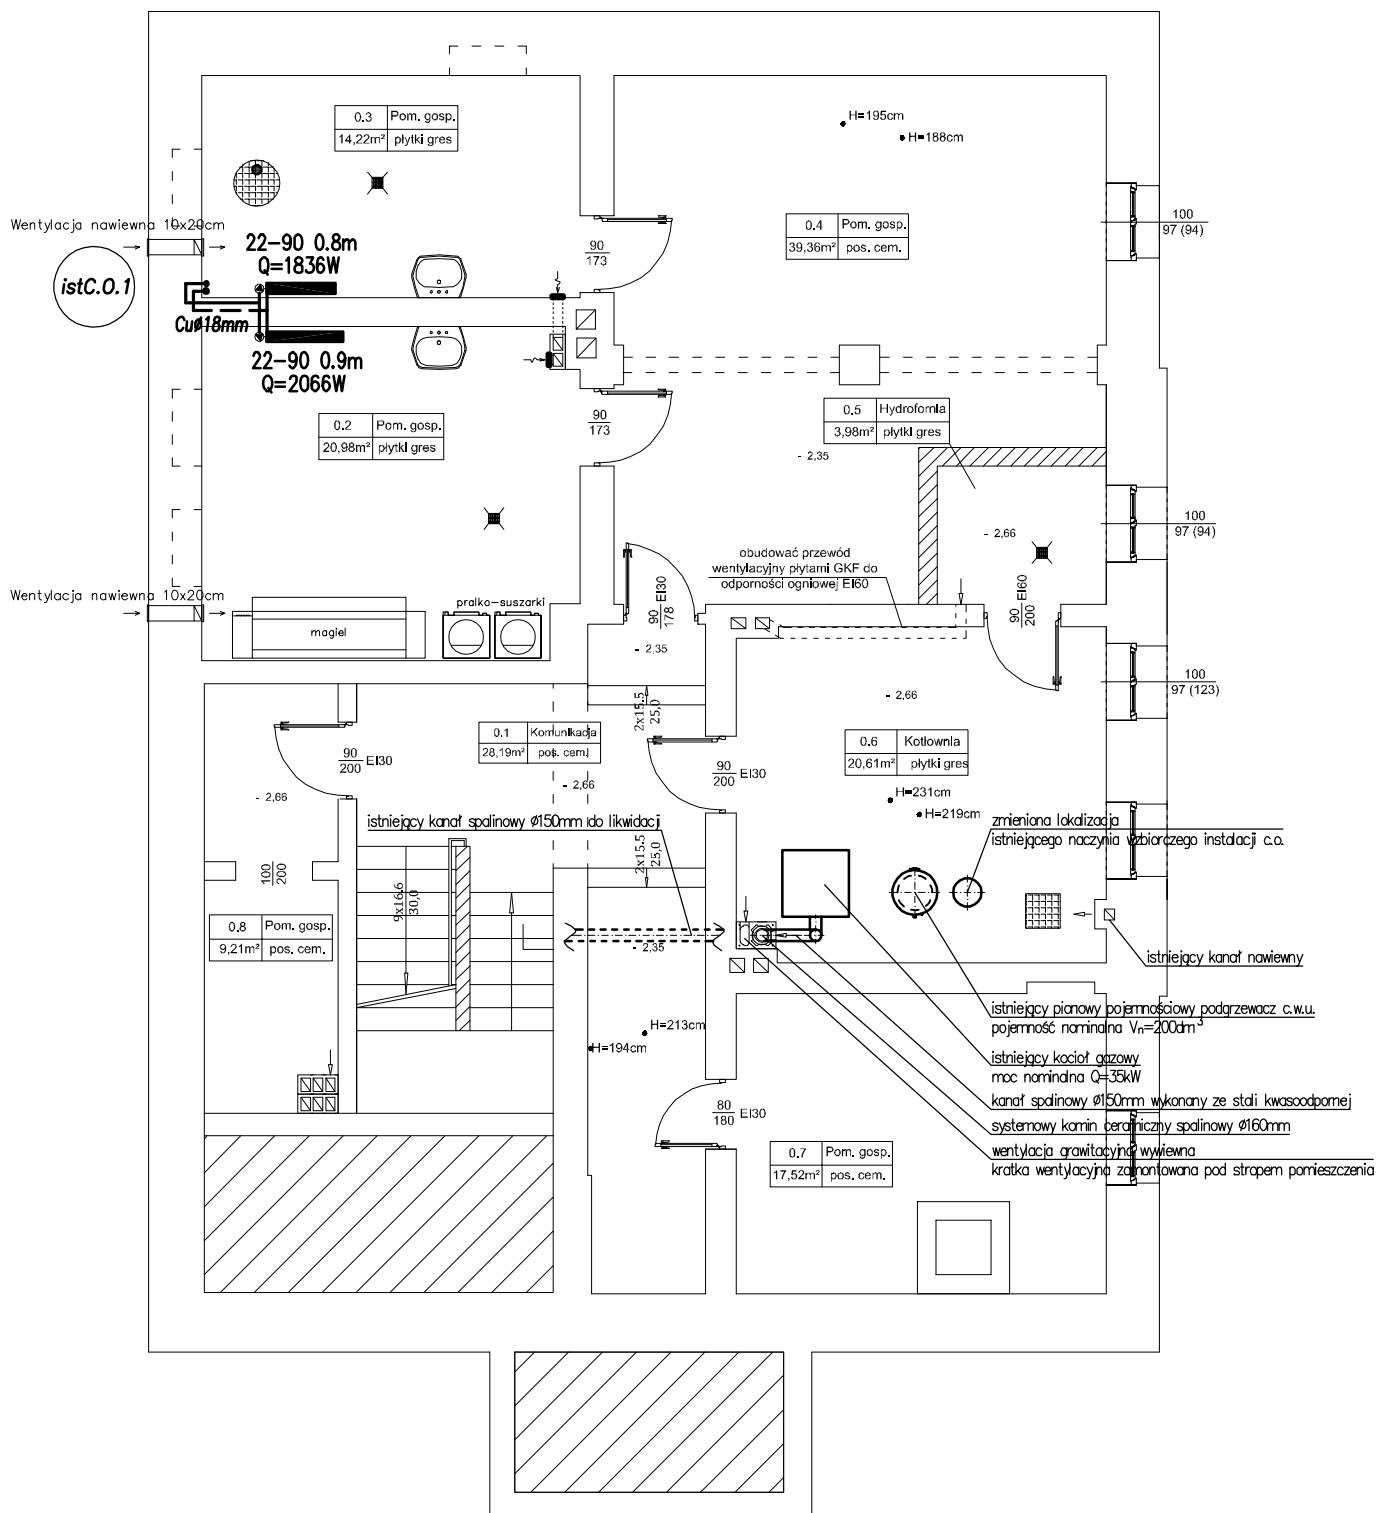 0.3 Pom. gosp.
14,22m² płytki gres
H=195cm
H=188cm
Wentylacja nawiewna 10x20cm
istC.O.1
22-90 0.8m
Q=1836W
Cuø18mm
22-90 0.9m
Q=2066W
90
173
0.4 Pom. gosp.
39,36m² pos. cem.
100
97 (94)
0.2 Pom. gosp.
20,98m² płytki gres
90
173
0.5 Hydrofornia
3,98m² płytki gres
- 2,35
- 2,66
100
97 (94)
obudować przewód
wentylacyjny płytami GKF do
odporności ogniowej EI60
Wentylacja nawiewna 10x20cm
magiel
pralko-suszarki
90 EI30
178
90 EI60
200
- 2,35
- 2,66
100
97 (123)
2x15.5
25,0
0.1 Komunikacja
28,19m² pos. cem.
90
200 EI30
- 2,66
- 2,66
90
200 EI30
0.6 Kotłownia
20,61m² płytki gres
H=231cm
H=219cm
istniejący kanał spalinowy Ø150mm do likwidacji
zmieniona lokalizacja
istniejącego naczynia wzbiorczego instalacji c.o.
2x15.5
25,0
100
200
9x16.6
30,0
0.8 Pom. gosp.
9,21m² pos. cem.
- 2,35
istniejący kanał nawiewny
H=213cm
H=194cm
istniejący pionowy pojemnościowy podgrzewacz c.w.u.
pojemność nominalna Vn=200dm³
istniejący kocioł gazowy
moc nominalna Q=35kW
kanał spalinowy Ø150mm wykonany ze stali kwasoodpornej
systemowy komin ceramiczny spalinowy Ø160mm
wentylacja grawitacyjna wywiewna
kratka wentylacyjna zamontowana pod stropem pomieszczenia
80
180 EI30
0.7 Pom. gosp.
17,52m² pos. cem.